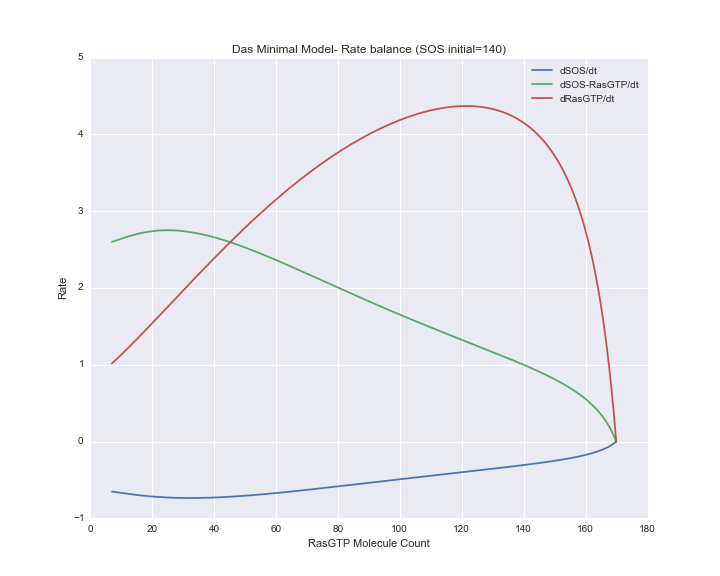 Das Minimal Model- Rate balance (SOS initial=140)
dSOS/dt
dSOS-RasGTP/dt
dRasGTP/dt
5
4
3
2
1
0
−1
Rate
0 20 40 60 80 100 120 140 160 180
RasGTP Molecule Count